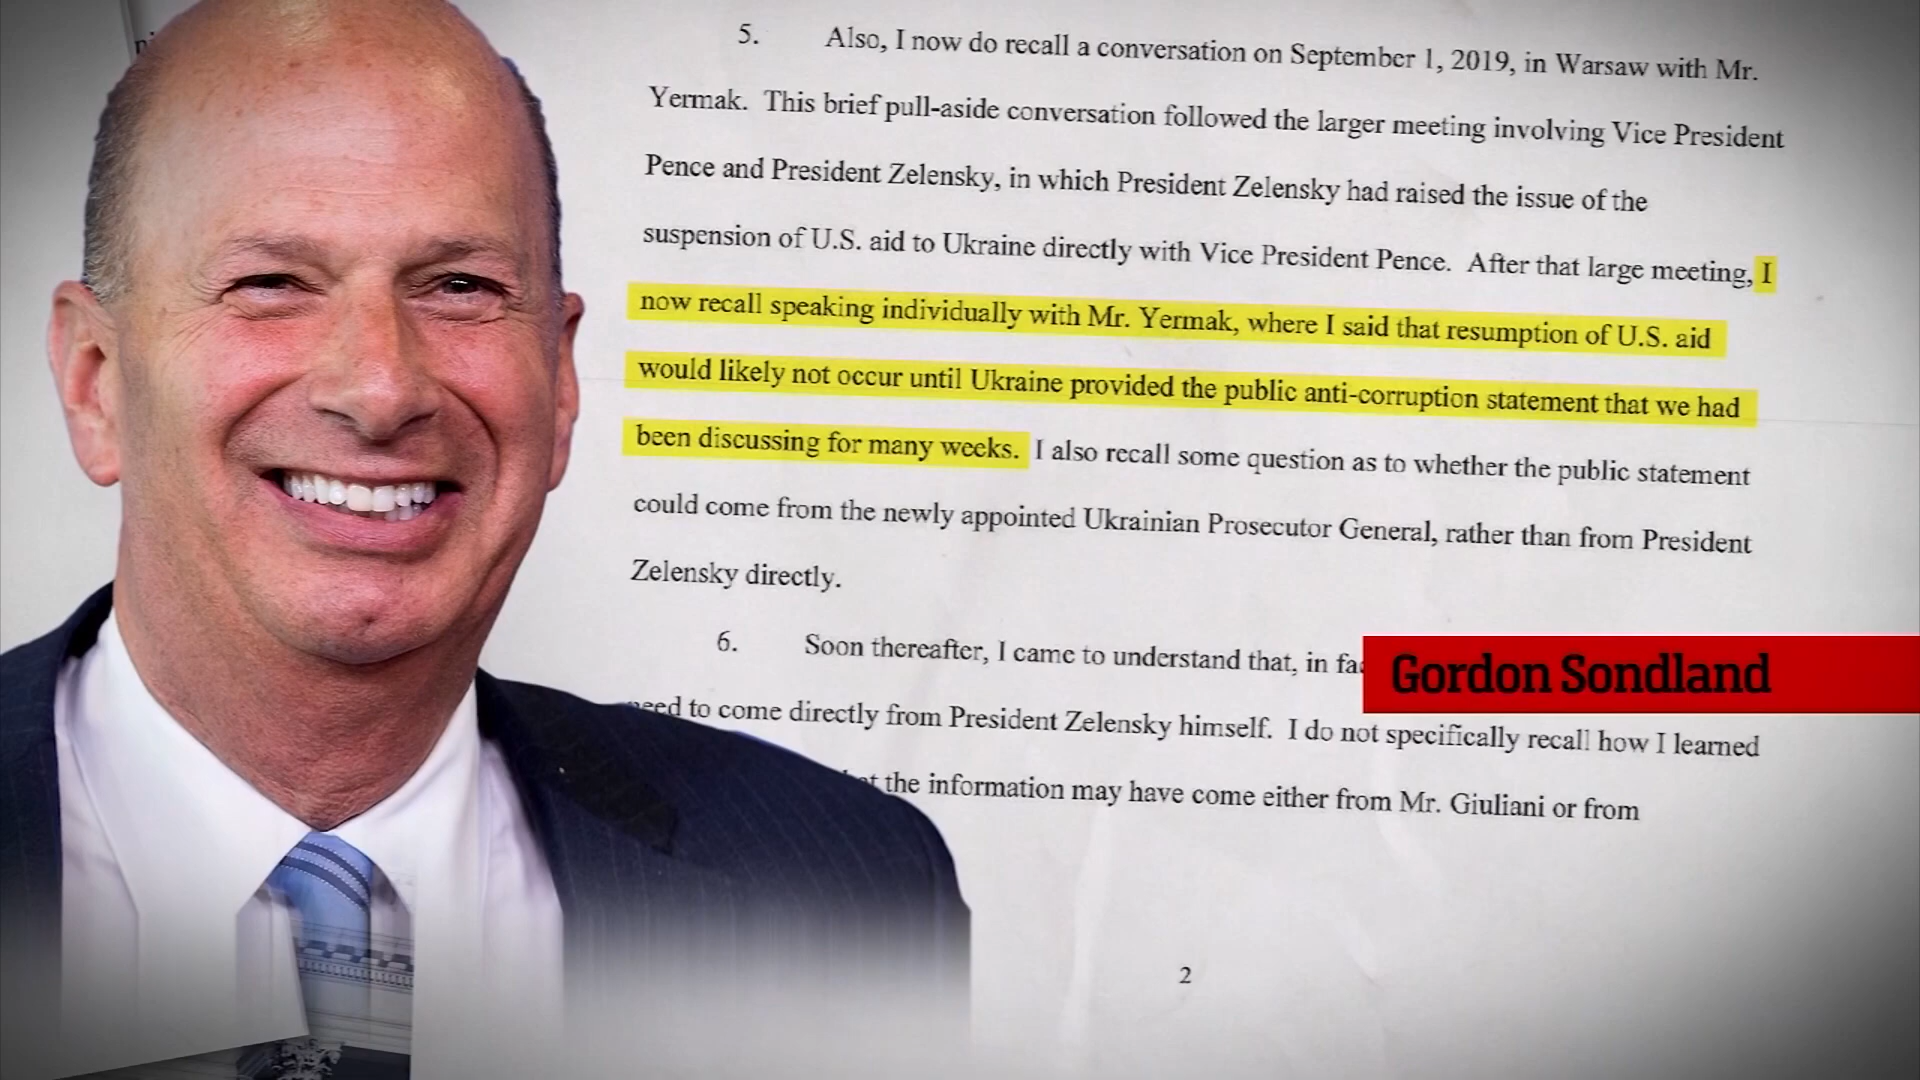 5. Also, I now do recall a conversation on September 1, 2019, in Warsaw with Mr.
Yermak. This brief pull-aside conversation followed the larger meeting involving Vice President
Pence and President Zelensky, in which President Zelensky had raised the issue of the
suspension of U.S. aid to Ukraine directly with Vice President Pence. After that large meeting, I
now recall speaking individually with Mr. Yermak, where I said that resumption of U.S. aid
would likely not occur until Ukraine provided the public anti-corruption statement that we had
been discussing for many weeks. I also recall some question as to whether the public statement
could come from the newly appointed Ukrainian Prosecutor General, rather than from President
Zelensky directly.
6. Soon thereafter, I came to understand that, in
Gordon Sondland
to come directly from President Zelensky himself. I do not specifically recall how I learned
the information may have come either from Mr. Giuliani or from
2